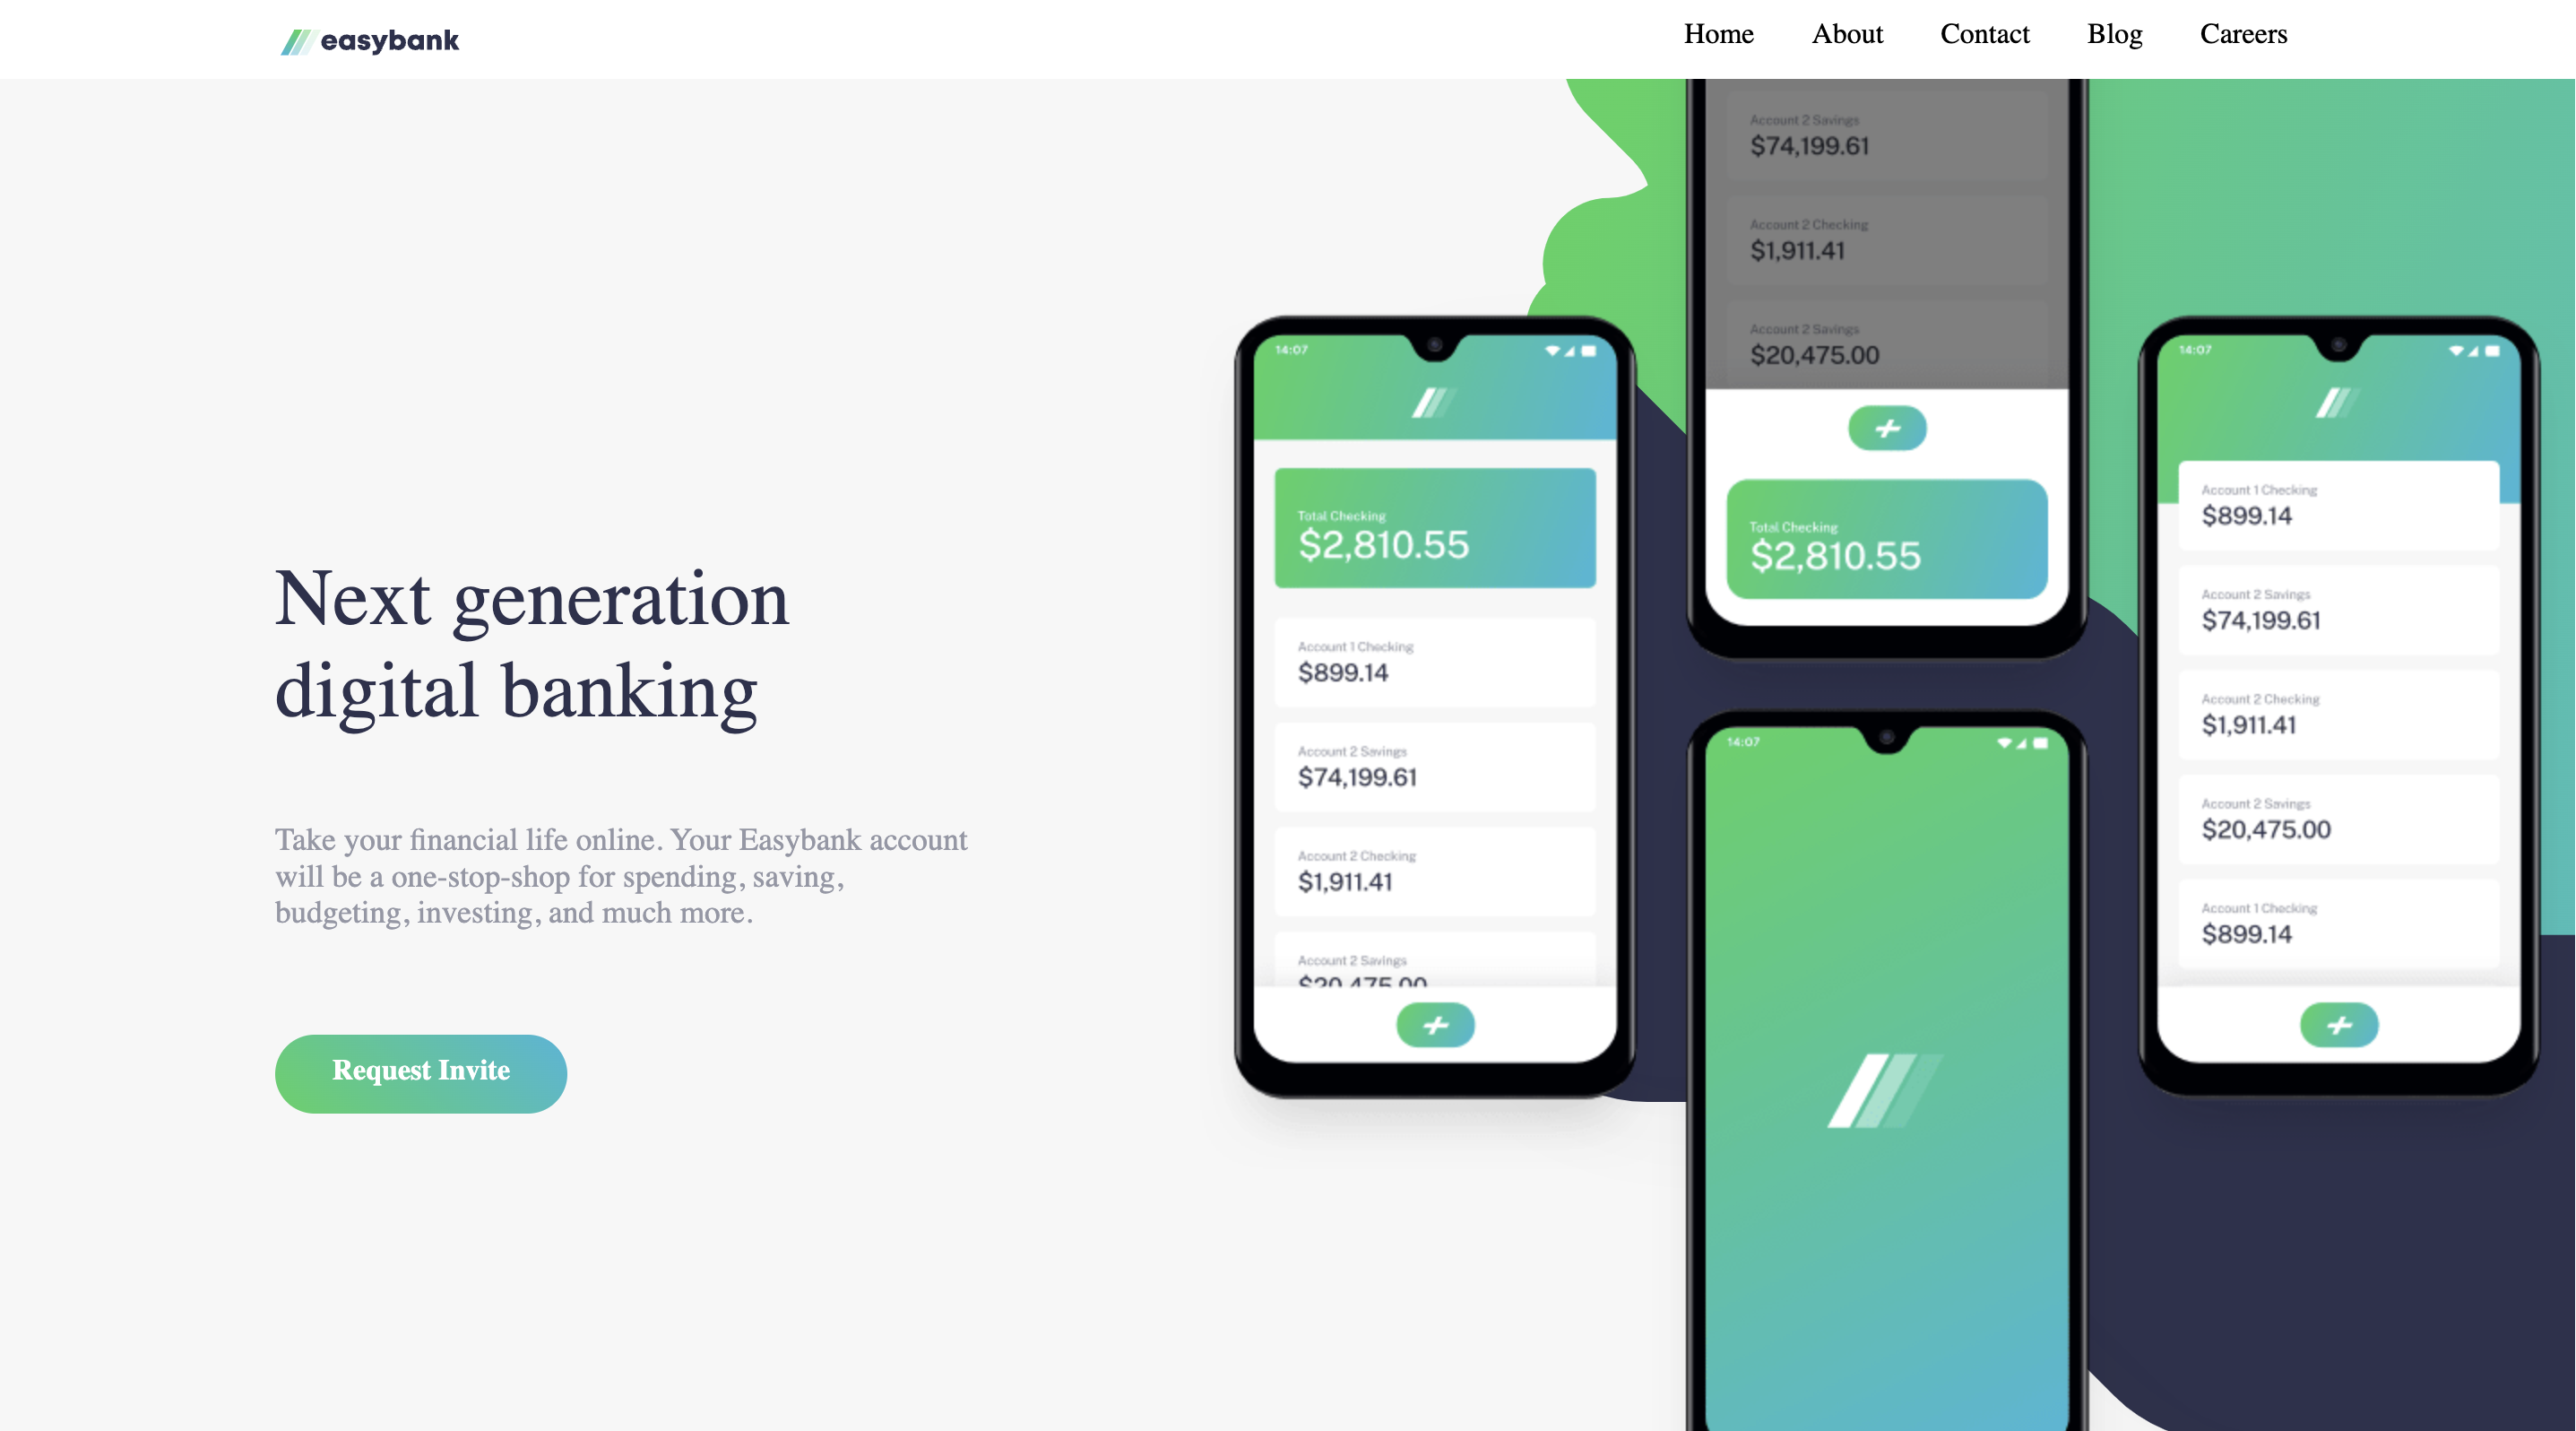 easybank
Home
About
Contact
Blog
Careers
Next generation
digital banking
Take your financial life online. Your Easybank account
will be a one-stop-shop for spending, saving,
budgeting, investing, and much more.
Request Invite
14:07
Total Checking
$2,810.55
Account 1 Checking
$899.14
Account 2 Savings
$74,199.61
Account 2 Checking
$1,911.41
Account 2 Savings
$20,475.00
Account 2 Savings
$74,199.61
Account 2 Checking
$1,911.41
Account 2 Savings
$20,475.00
Total Checking
$2,810.55
14:07
14:07
Account 1 Checking
$899.14
Account 2 Savings
$74,199.61
Account 2 Checking
$1,911.41
Account 2 Savings
$20,475.00
Account 1 Checking
$899.14